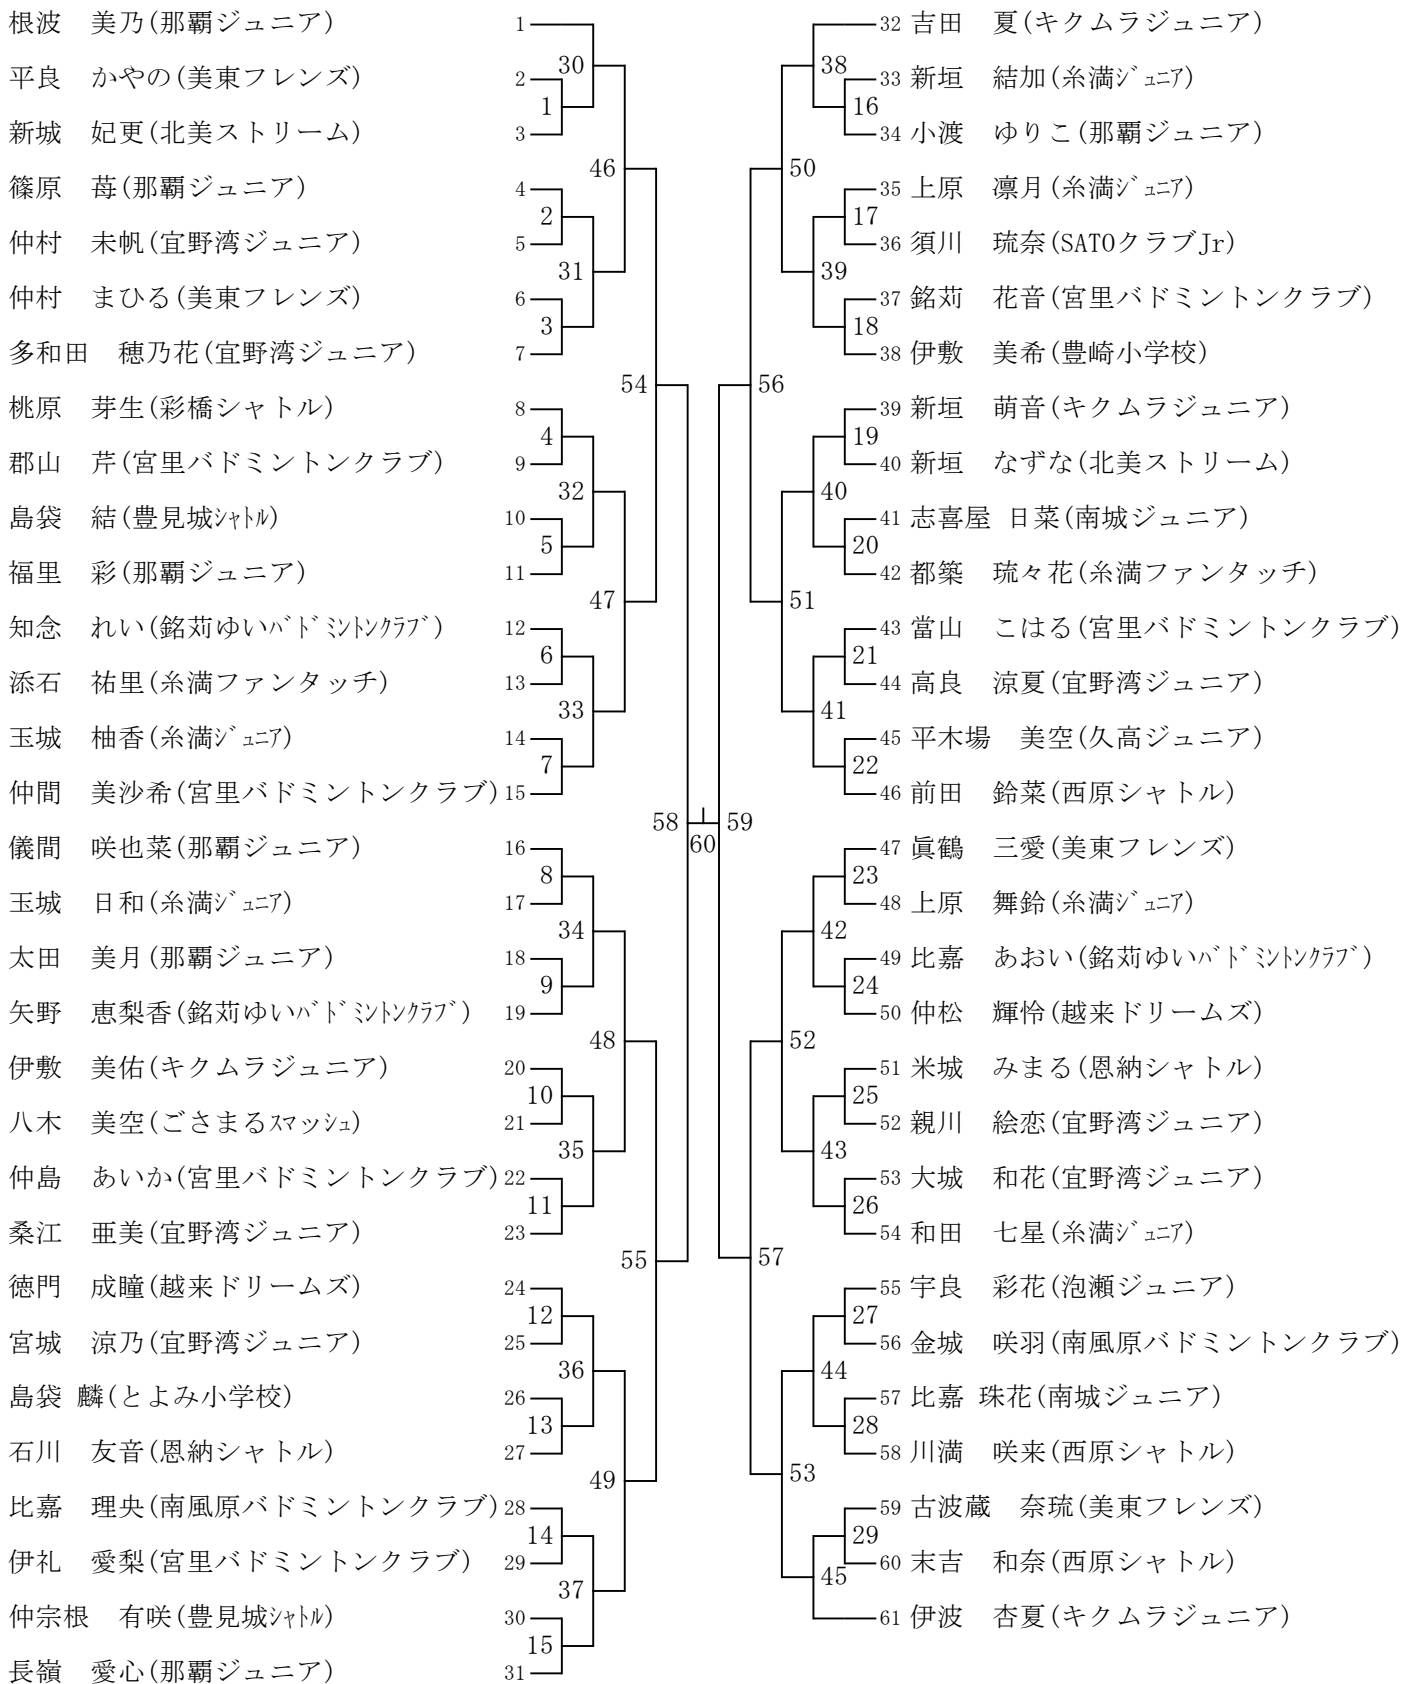 根波　美乃(那覇ジュニア) 1
平良　かやの(美東フレンズ) 2
新城　妃更(北美ストリーム) 3
篠原　苺(那覇ジュニア) 4
仲村　未帆(宜野湾ジュニア) 5
仲村　まひる(美東フレンズ) 6
多和田　穂乃花(宜野湾ジュニア) 7
桃原　芽生(彩橋シャトル) 8
郡山　芹(宮里バドミントンクラブ) 9
島袋　結(豊見城ｼｬﾄﾙ) 10
福里　彩(那覇ジュニア) 11
知念　れい(銘苅ゆいﾊﾞﾄﾞﾐﾝﾄﾝｸﾗﾌﾞ) 12
添石　祐里(糸満ファンタッチ) 13
玉城　柚香(糸満ｼﾞｭﾆｱ) 14
仲間　美沙希(宮里バドミントンクラブ) 15
儀間　咲也菜(那覇ジュニア) 16
玉城　日和(糸満ｼﾞｭﾆｱ) 17
太田　美月(那覇ジュニア) 18
矢野　恵梨香(銘苅ゆいﾊﾞﾄﾞﾐﾝﾄﾝｸﾗﾌﾞ) 19
伊敷　美佑(キクムラジュニア) 20
八木　美空(ごさまるｽﾏッシュ) 21
仲島　あいか(宮里バドミントンクラブ) 22
桑江　亜美(宜野湾ジュニア) 23
徳門　成瞳(越来ドリームズ) 24
宮城　涼乃(宜野湾ジュニア) 25
島袋 麟(とよみ小学校) 26
石川　友音(恩納シャトル) 27
比嘉　理央(南風原バドミントンクラブ) 28
伊礼　愛梨(宮里バドミントンクラブ) 29
仲宗根　有咲(豊見城ｼｬﾄﾙ) 30
長嶺　愛心(那覇ジュニア) 31
1
2
3
4
5
6
7
8
9
10
11
12
13
14
15
30
31
32
33
34
35
36
37
46
47
48
49
54
55
58
60
59
56
57
50
51
52
53
38
39
40
41
42
43
44
45
16
17
18
19
20
21
22
23
24
25
26
27
28
29
32 吉田　夏(キクムラジュニア)
33 新垣　結加(糸満ｼﾞｭﾆｱ)
34 小渡　ゆりこ(那覇ジュニア)
35 上原　凛月(糸満ｼﾞｭﾆｱ)
36 須川　琉奈(SATOクラブJr)
37 銘苅　花音(宮里バドミントンクラブ)
38 伊敷　美希(豊崎小学校)
39 新垣　萌音(キクムラジュニア)
40 新垣　なずな(北美ストリーム)
41 志喜屋 日菜(南城ジュニア)
42 都築　琉々花(糸満ファンタッチ)
43 當山　こはる(宮里バドミントンクラブ)
44 高良　涼夏(宜野湾ジュニア)
45 平木場　美空(久高ジュニア)
46 前田　鈴菜(西原シャトル)
47 眞鶴　三愛(美東フレンズ)
48 上原　舞鈴(糸満ｼﾞｭﾆｱ)
49 比嘉　あおい(銘苅ゆいﾊﾞﾄﾞﾐﾝﾄﾝｸﾗﾌﾞ)
50 仲松　輝怜(越来ドリームズ)
51 米城　みまる(恩納シャトル)
52 親川　絵恋(宜野湾ジュニア)
53 大城　和花(宜野湾ジュニア)
54 和田　七星(糸満ｼﾞｭﾆｱ)
55 宇良　彩花(泡瀬ジュニア)
56 金城　咲羽(南風原バドミントンクラブ)
57 比嘉 珠花(南城ジュニア)
58 川満　咲来(西原シャトル)
59 古波蔵　奈琉(美東フレンズ)
60 末吉　和奈(西原シャトル)
61 伊波　杏夏(キクムラジュニア)